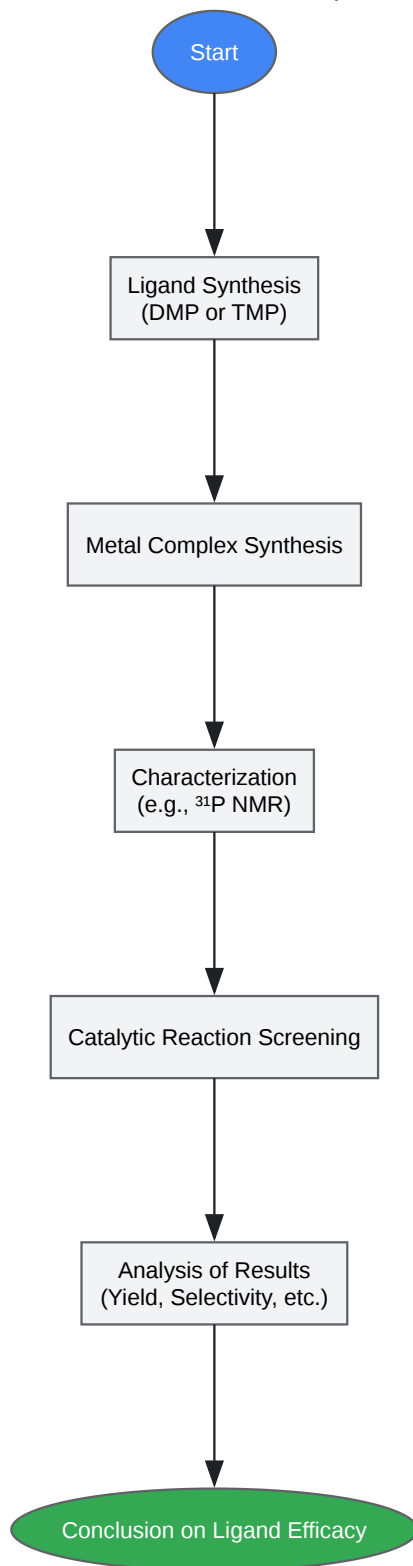 Start
Ligand Synthesis
(DMP or TMP)
Metal Complex Synthesis
Characterization
(e.g., ³¹P NMR)
Catalytic Reaction Screening
Analysis of Results
(Yield, Selectivity, etc.)
Conclusion on Ligand Efficacy